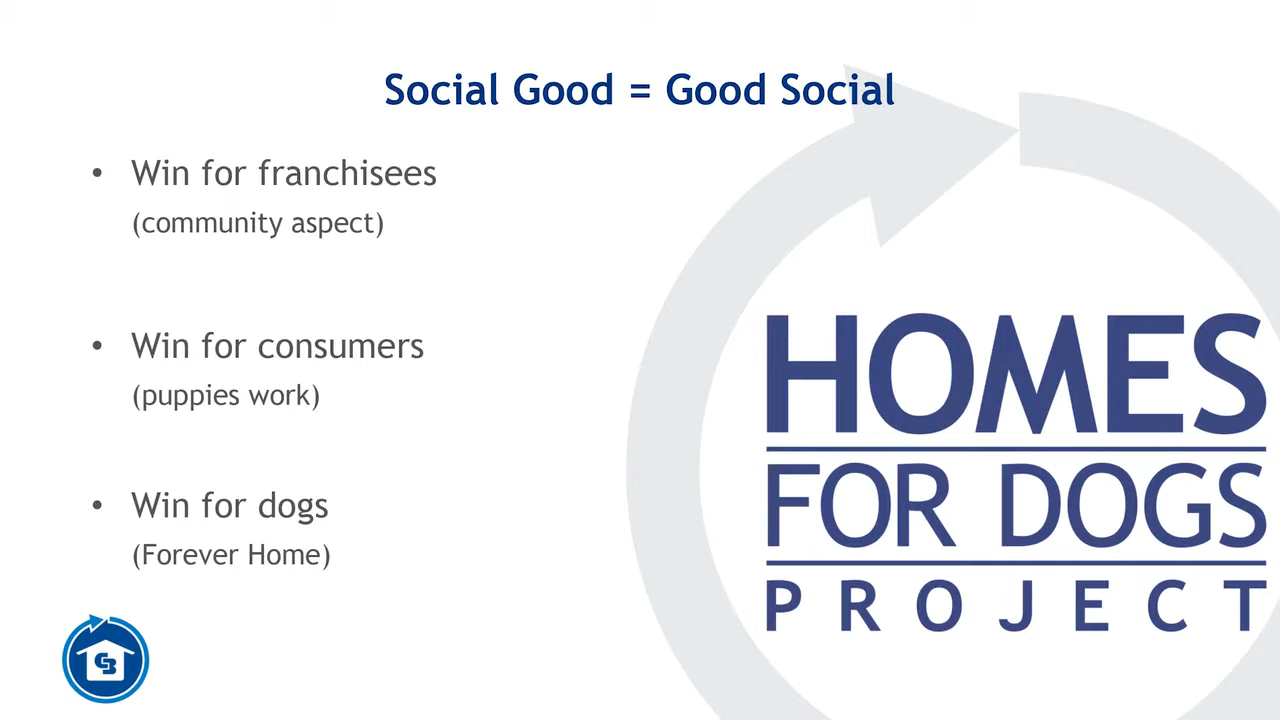 Social Good = Good Social
• Win for franchisees
(community aspect)
• Win for consumers
(puppies work)
• Win for dogs
(Forever Home)
HOMES
FOR DOGS
PROJECT
CB